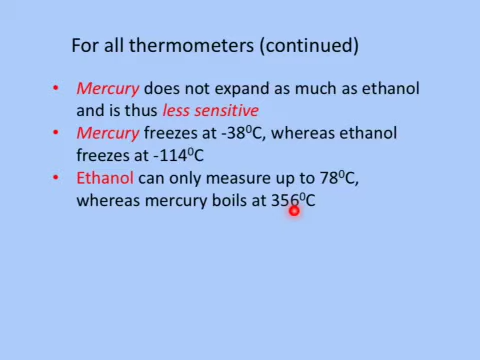 For all thermometers (continued)
• Mercury does not expand as much as ethanol
and is thus less sensitive
• Mercury freezes at -38⁰C, whereas ethanol
freezes at -114⁰C
• Ethanol can only measure up to 78⁰C,
whereas mercury boils at 356⁰C